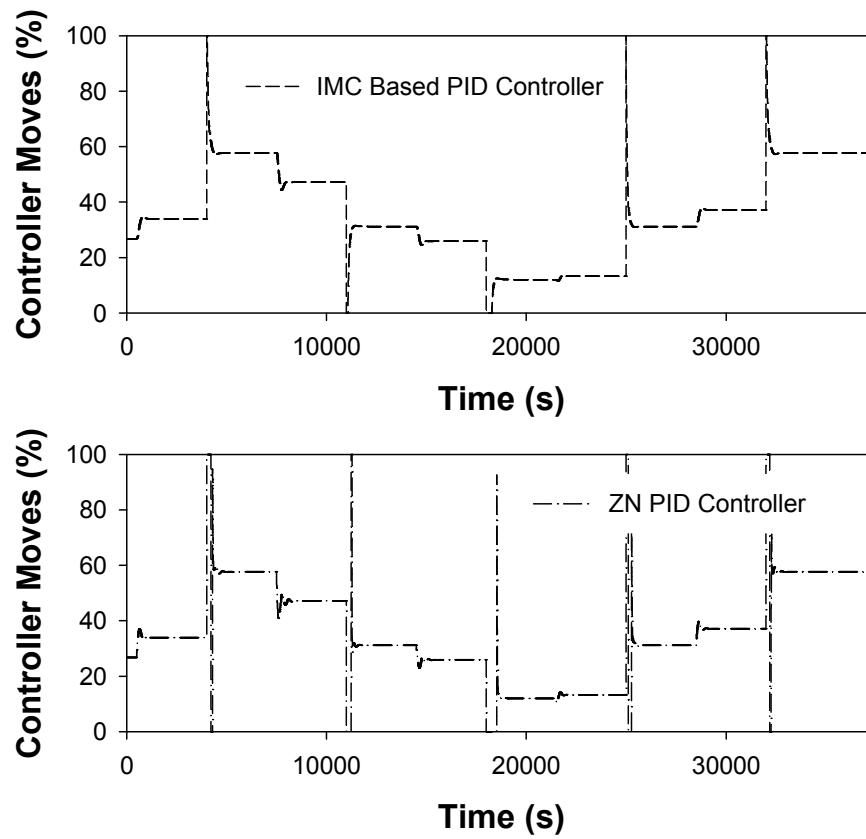 Controller Moves (%)
100
80
60
40
20
0
IMC Based PID Controller
0 10000 20000 30000
Time (s)
Controller Moves (%)
100
80
60
40
20
0
ZN PID Controller
0 10000 20000 30000
Time (s)